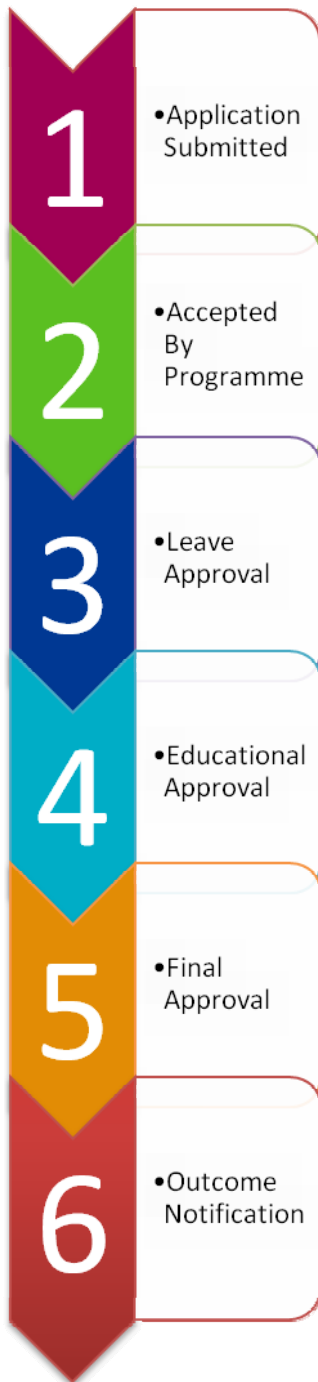 1
•Application
Submitted
2
•Accepted
By
Programme
3
•Leave
Approval
4
•Educational
Approval
5
•Final
Approval
6
•Outcome
Notification